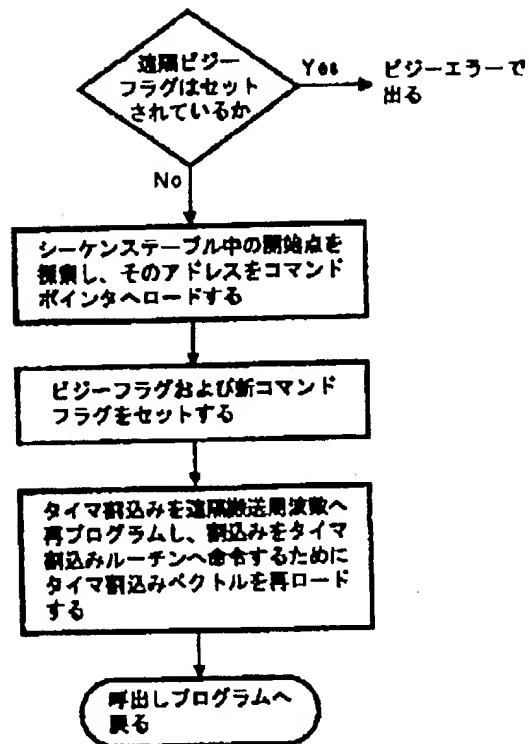 遠隔ビジー
フラグはセット
されているか
Yes
ビジーエラーで
出る
No
シーケンステーブル中の開始点を
捜索し、そのアドレスをコマンド
ポインタへロードする
ビジーフラグおよび新コマンド
フラグをセットする
タイマ割込みを遠隔搬送周波数へ
再プログラムし、割込みをタイマ
割込みルーチンへ命令するために
タイマ割込みベクトルを再ロード
する
呼出しプログラムへ
戻る